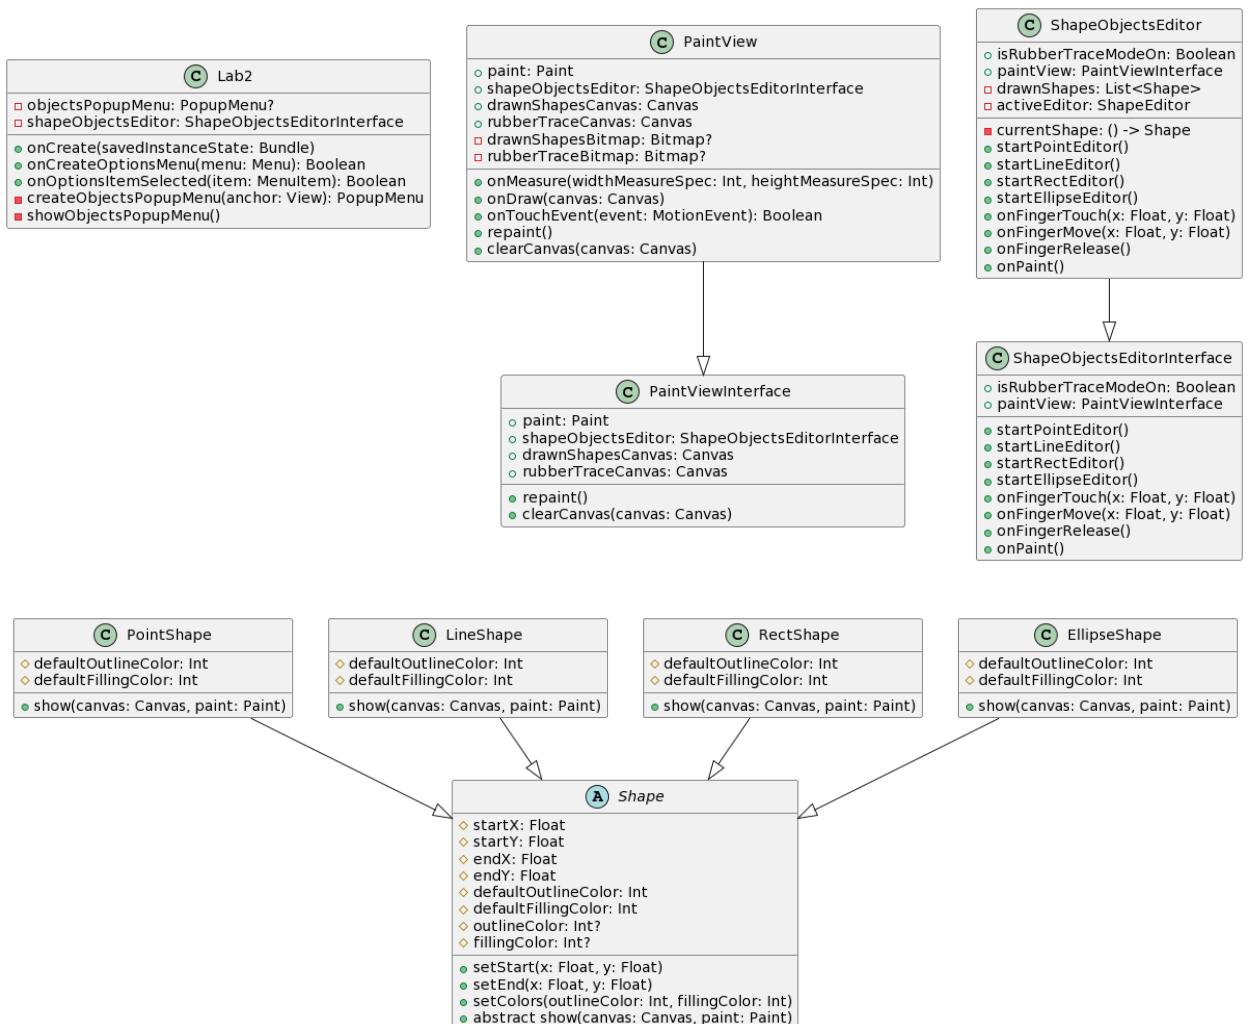 C Lab2
objectsPopupMenu: PopupMenu?
shapeObjectsEditor: ShapeObjectsEditorInterface
onCreate(savedInstanceState: Bundle)
onCreateOptionsMenu(menu: Menu): Boolean
onOptionsItemSelected(item: MenuItem): Boolean
createObjectsPopupMenu(anchor: View): PopupMenu
showObjectsPopupMenu()
C PaintView
paint: Paint
shapeObjectsEditor: ShapeObjectsEditorInterface
drawnShapesCanvas: Canvas
rubberTraceCanvas: Canvas
drawnShapesBitmap: Bitmap?
rubberTraceBitmap: Bitmap?
onMeasure(widthMeasureSpec: Int, heightMeasureSpec: Int)
onDraw(canvas: Canvas)
onTouchEvent(event: MotionEvent): Boolean
repaint()
clearCanvas(canvas: Canvas)
C ShapeObjectsEditor
isRubberTraceModeOn: Boolean
paintView: PaintViewInterface
drawnShapes: List<Shape>
activeEditor: ShapeEditor
currentShape: () -> Shape
startPointEditor()
startLineEditor()
startRectEditor()
startEllipseEditor()
onFingerTouch(x: Float, y: Float)
onFingerMove(x: Float, y: Float)
onFingerRelease()
onPaint()
C PaintViewInterface
paint: Paint
shapeObjectsEditor: ShapeObjectsEditorInterface
drawnShapesCanvas: Canvas
rubberTraceCanvas: Canvas
repaint()
clearCanvas(canvas: Canvas)
C ShapeObjectsEditorInterface
isRubberTraceModeOn: Boolean
paintView: PaintViewInterface
startPointEditor()
startLineEditor()
startRectEditor()
startEllipseEditor()
onFingerTouch(x: Float, y: Float)
onFingerMove(x: Float, y: Float)
onFingerRelease()
onPaint()
C PointShape
defaultOutlineColor: Int
defaultFillingColor: Int
show(canvas: Canvas, paint: Paint)
C LineShape
defaultOutlineColor: Int
defaultFillingColor: Int
show(canvas: Canvas, paint: Paint)
C RectShape
defaultOutlineColor: Int
defaultFillingColor: Int
show(canvas: Canvas, paint: Paint)
C EllipseShape
defaultOutlineColor: Int
defaultFillingColor: Int
show(canvas: Canvas, paint: Paint)
A Shape
startX: Float
startY: Float
endX: Float
endY: Float
defaultOutlineColor: Int
defaultFillingColor: Int
outlineColor: Int?
fillingColor: Int?
setStart(x: Float, y: Float)
setEnd(x: Float, y: Float)
setColors(outlineColor: Int, fillingColor: Int)
abstract show(canvas: Canvas, paint: Paint)